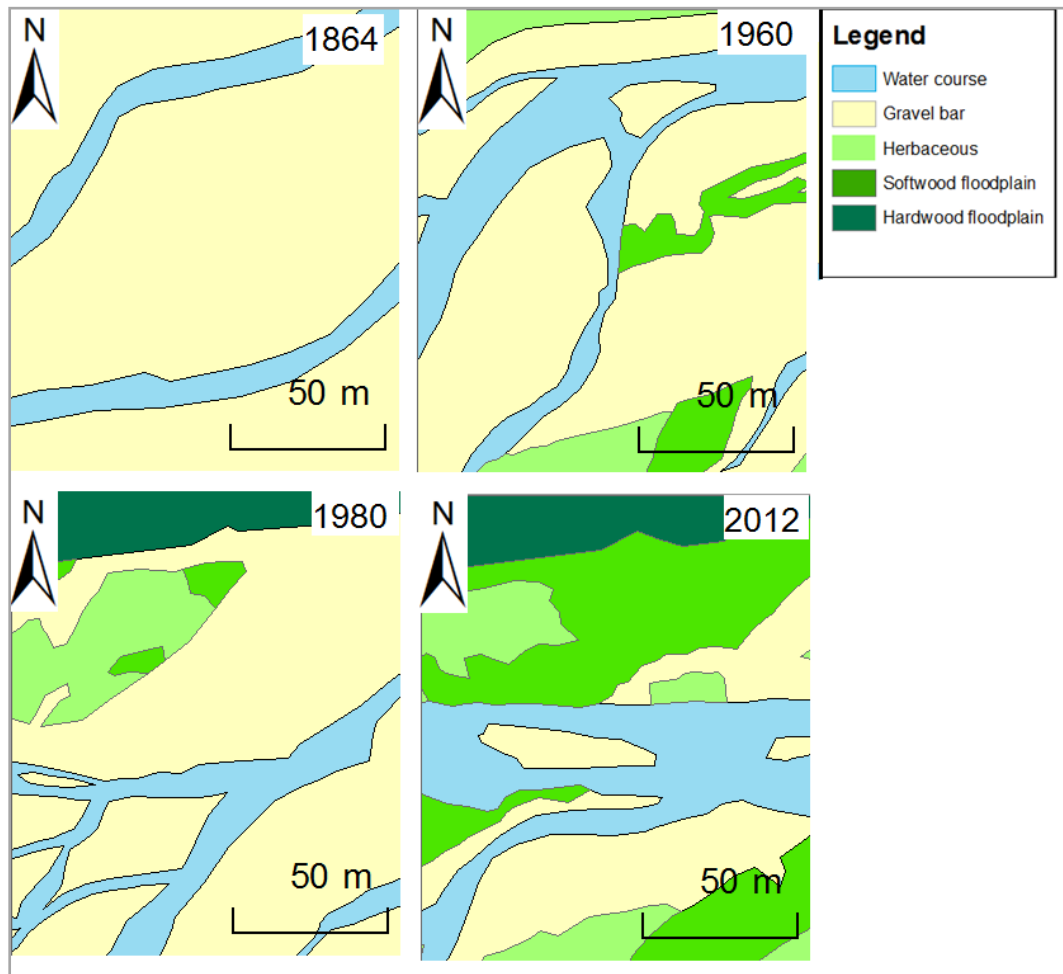 N
1864
50 m
N
1960
50 m
Legend
Water course
Gravel bar
Herbaceous
Softwood floodplain
Hardwood floodplain
N
1980
50 m
N
2012
50 m